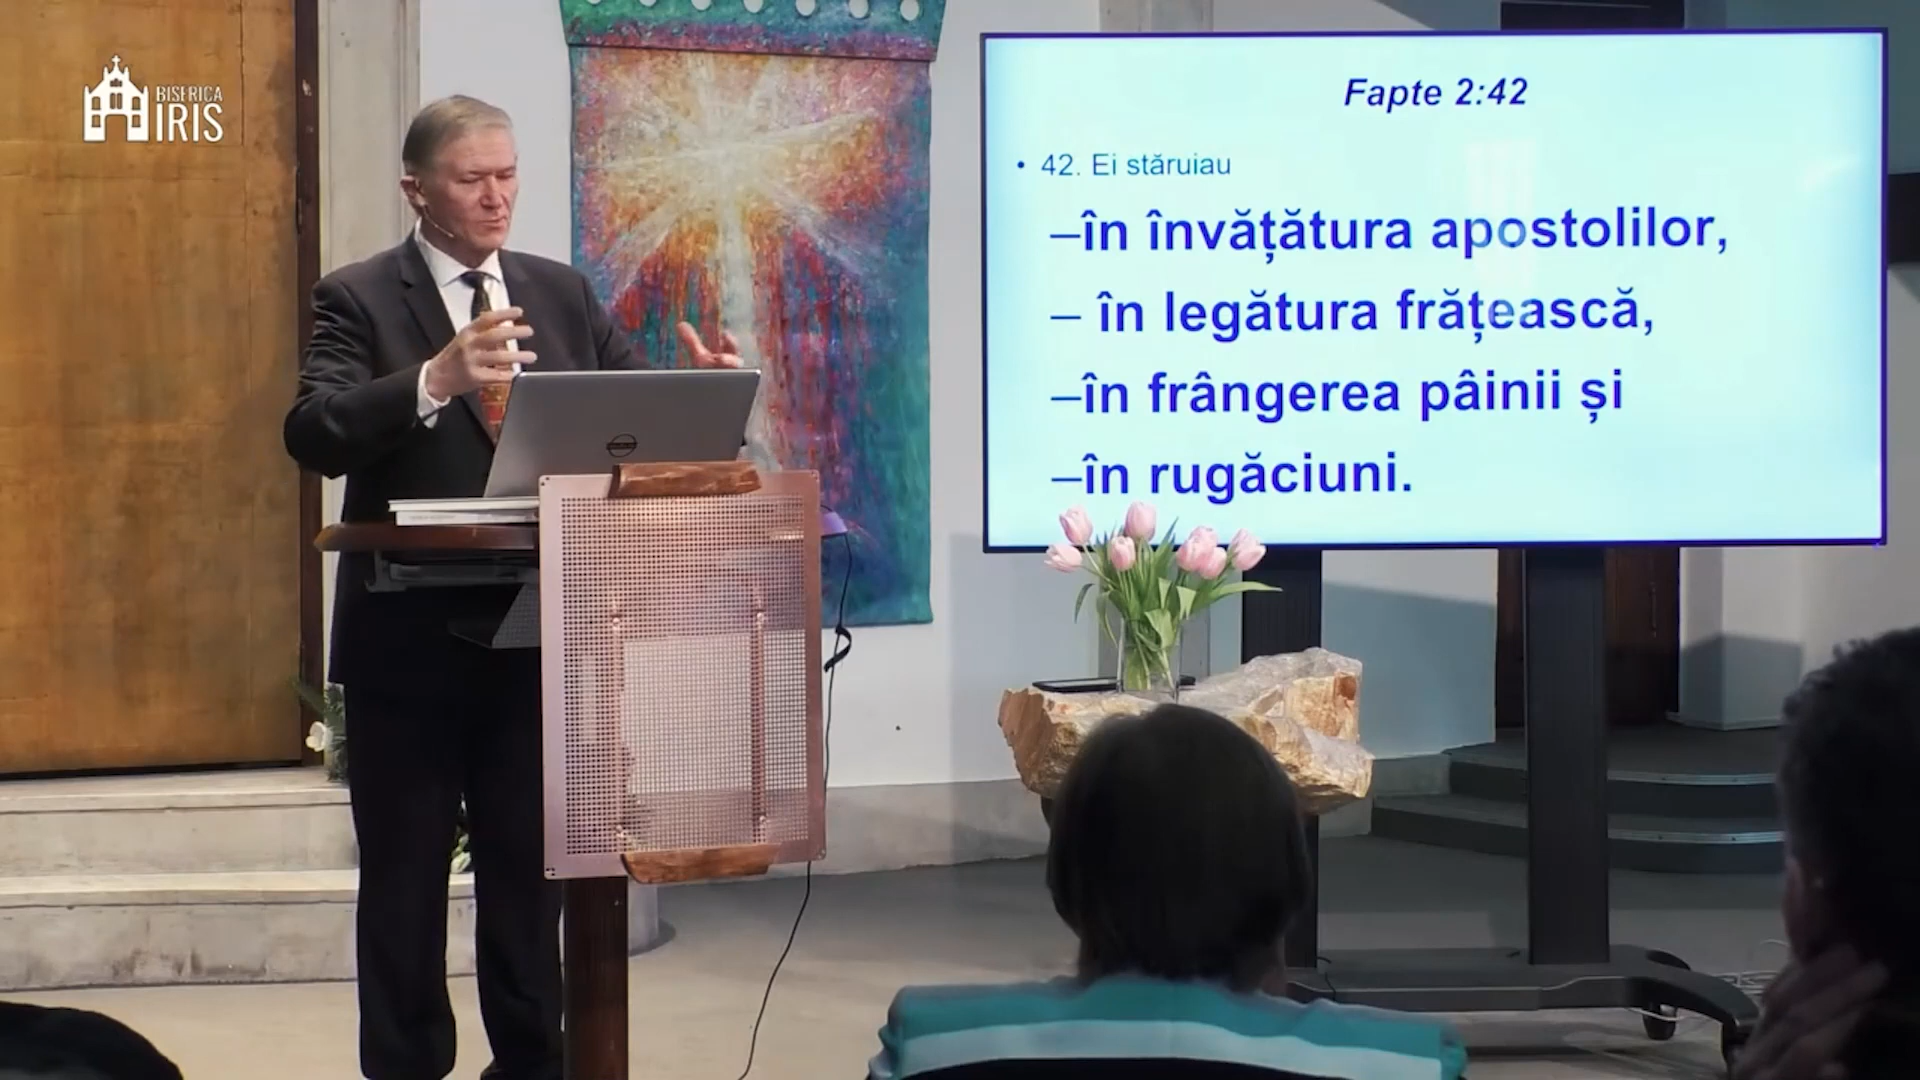 BISERICA
IRIS
Fapte 2:42
• 42. Ei stăruiau
–în învățătura apostolilor,
– în legătura frățească,
–în frângerea pâinii și
–în rugăciuni.